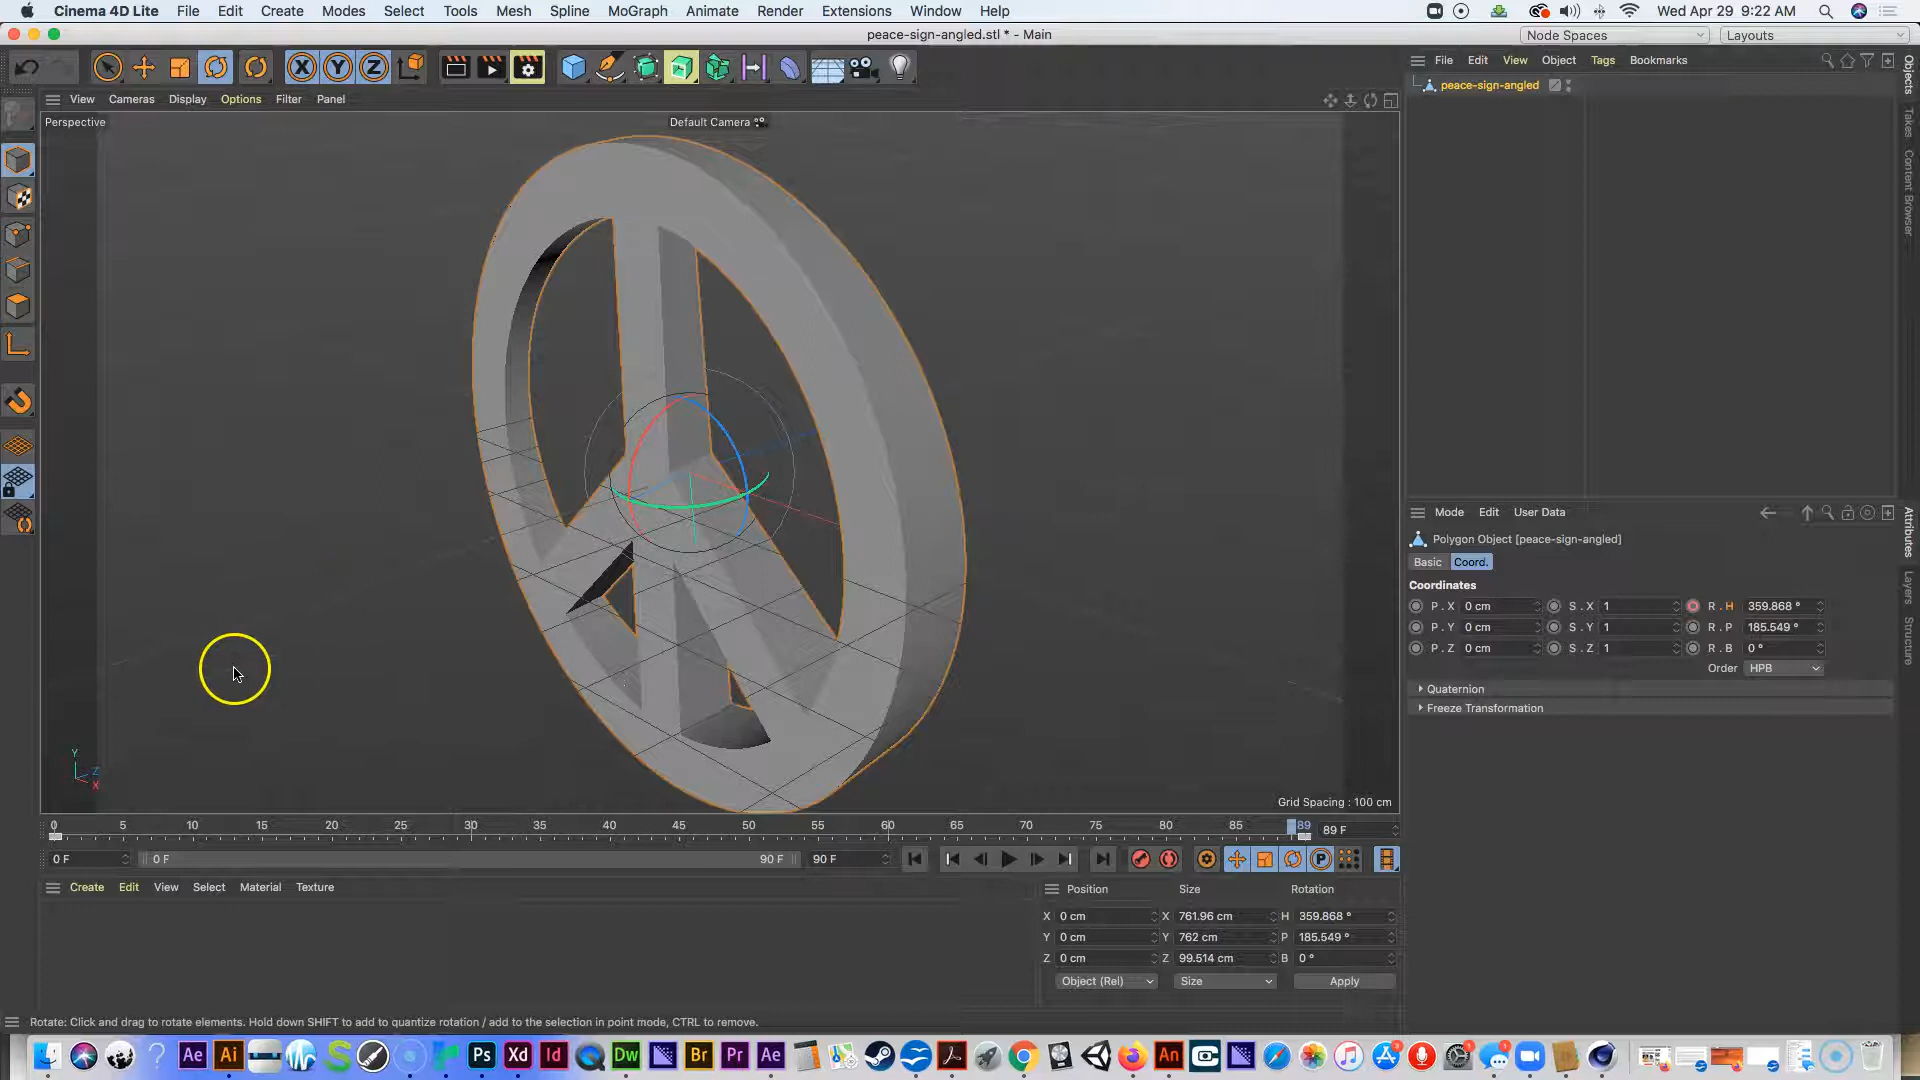 Cinema 4D Lite File Edit Create Modes Select Tools Mesh Spline MoGraph Animate Render Extensions Window Help Wed Apr 29 9:22 AM
peace-sign-angled.stl * - Main
Node Spaces Layouts
X Y Z
File Edit View Object Tags Bookmarks
peace-sign-angled
View Cameras Display Options Filter Panel
Perspective
Default Camera
Objects
Takes
Content Browser
Mode Edit User Data
Polygon Object [peace-sign-angled]
Basic Coord.
Coordinates
P . X 0 cm S . X 1 R . H 359.868 °
P . Y 0 cm S . Y 1 R . P 185.549 °
P . Z 0 cm S . Z 1 R . B 0 °
Order HPB
Quaternion
Freeze Transformation
Attributes
Layers
Structure
Y
Z
X
Grid Spacing : 100 cm
0 5 10 15 20 25 30 35 40 45 50 55 60 65 70 75 80 85 89 89 F
0 F 0 F 90 F 90 F
P
Create Edit View Select Material Texture
Position Size Rotation
X 0 cm X 761.96 cm H 359.868 °
Y 0 cm Y 762 cm P 185.549 °
Z 0 cm Z 99.514 cm B 0 °
Object (Rel) Size Apply
Rotate: Click and drag to rotate elements. Hold down SHIFT to add to quantize rotation / add to the selection in point mode, CTRL to remove.
Ae Ai Ps Xd Id Dw Br Pr Ae An